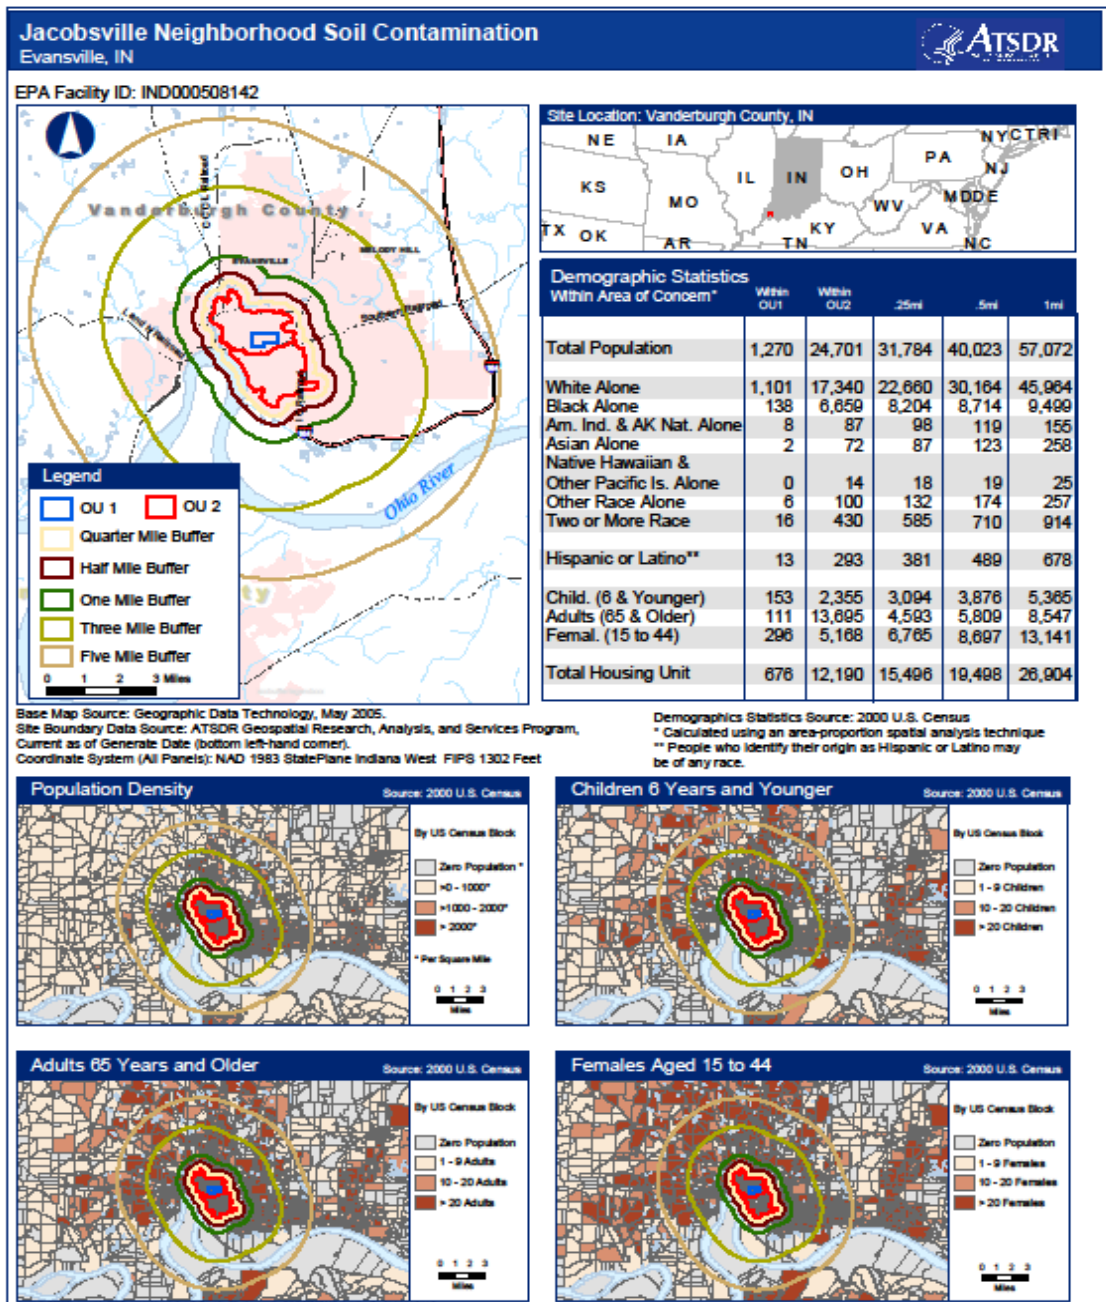 Jacobsville Neighborhood Soil Contamination
Evansville, IN
ATSDR
EPA Facility ID: IND000508142
Vanderburgh County
C C C L Railroad
MELODY HILL
EVANSVILLE
Southern Railroad
Railroad
Ohio River
Legend
OU 1 OU 2
Quarter Mile Buffer
Half Mile Buffer
One Mile Buffer
Three Mile Buffer
Five Mile Buffer
0 1 2 3 Miles
Site Location: Vanderburgh County, IN
NE IA NY CT RI
PA NJ
IL IN OH
KS MO WV MD DE
KY VA
TX OK AR TN NC
Demographic Statistics
Within Area of Concern* Within OU1 Within OU2 .25mi .5mi 1mi
Total Population 1,270 24,701 31,784 40,023 57,072
White Alone 1,101 17,340 22,660 30,164 45,964
Black Alone 138 6,659 8,204 8,714 9,499
Am. Ind. & AK Nat. Alone 8 87 98 119 155
Asian Alone 2 72 87 123 258
Native Hawaiian &
Other Pacific Is. Alone 0 14 18 19 25
Other Race Alone 6 100 132 174 257
Two or More Race 16 430 585 710 914
Hispanic or Latino** 13 293 381 489 678
Child. (6 & Younger) 153 2,355 3,094 3,876 5,365
Adults (65 & Older) 111 13,695 4,593 5,809 8,547
Femal. (15 to 44) 296 5,168 6,765 8,697 13,141
Total Housing Unit 676 12,190 15,496 19,498 26,904
Base Map Source: Geographic Data Technology, May 2005.
Site Boundary Data Source: ATSDR Geospatial Research, Analysis, and Services Program,
Current as of Generate Date (bottom left-hand corner).
Coordinate System (All Panels): NAD 1983 StatePlane Indiana West FIPS 1302 Feet
Demographics Statistics Source: 2000 U.S. Census
* Calculated using an area-proportion spatial analysis technique
** People who identify their origin as Hispanic or Latino may
be of any race.
Population Density Source: 2000 U.S. Census
By US Census Block
Zero Population *
>0 - 1000*
>1000 - 2000*
> 2000*
* Per Square Mile
0 1 2 3
Miles
Children 6 Years and Younger Source: 2000 U.S. Census
By US Census Block
Zero Population
1 - 9 Children
10 - 20 Children
> 20 Children
0 1 2 3
Miles
Adults 65 Years and Older Source: 2000 U.S. Census
By US Census Block
Zero Population
1 - 9 Adults
10 - 20 Adults
> 20 Adults
0 1 2 3
Miles
Females Aged 15 to 44 Source: 2000 U.S. Census
By US Census Block
Zero Population
1 - 9 Females
10 - 20 Females
> 20 Females
0 1 2 3
Miles